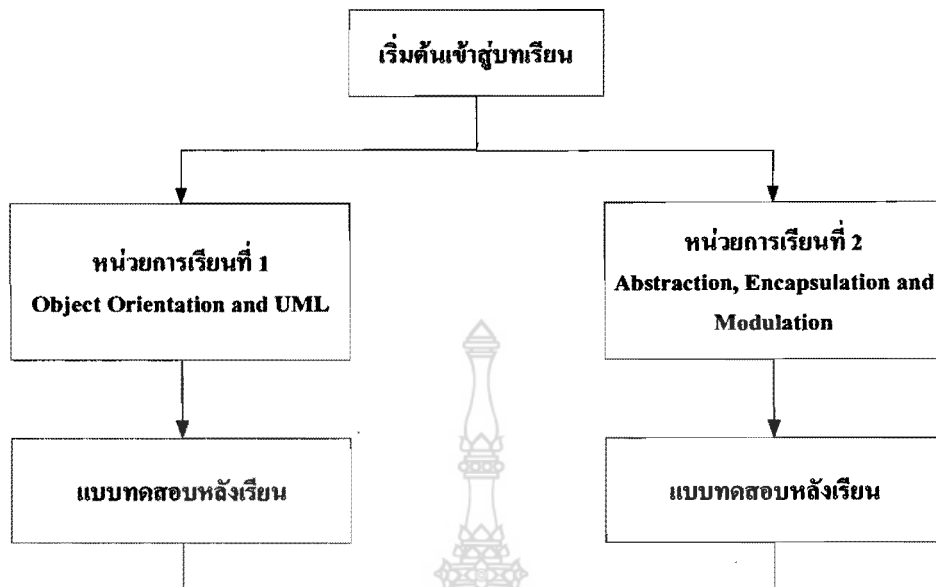 เริ่มต้นเข้าสู่บทเรียน
หน่วยการเรียนที่ 1
Object Orientation and UML
หน่วยการเรียนที่ 2
Abstraction, Encapsulation and
Modulation
แบบทดสอบหลังเรียน
แบบทดสอบหลังเรียน